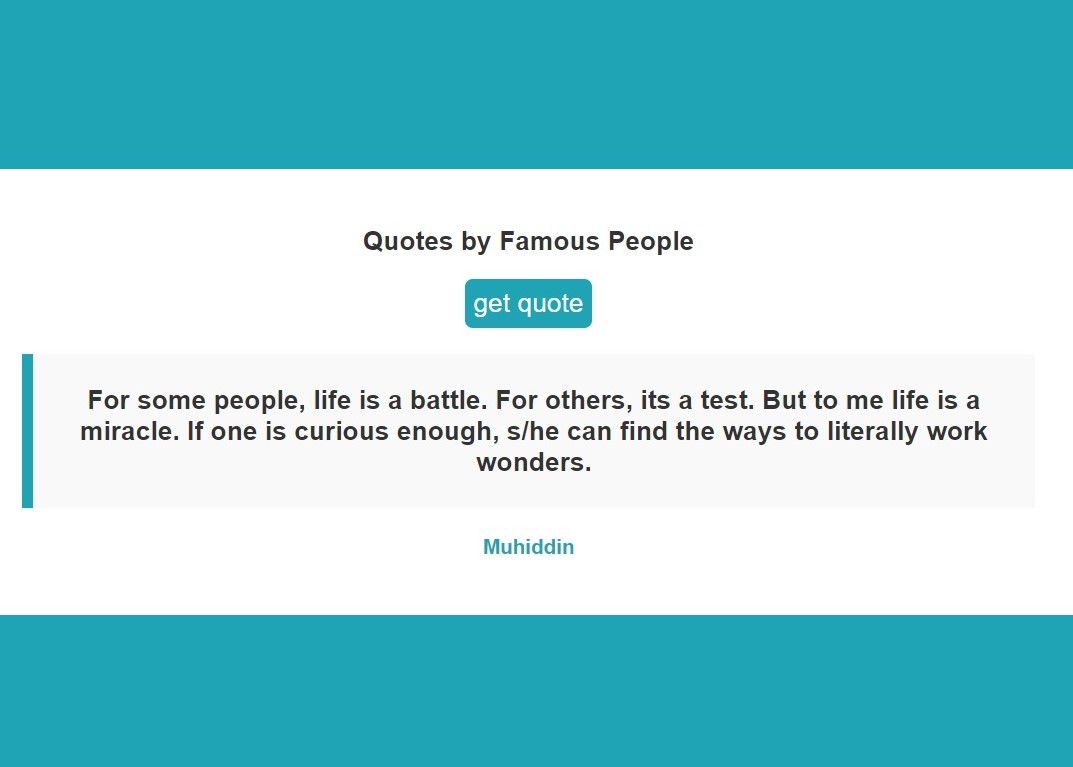 Quotes by Famous People
get quote
For some people, life is a battle. For others, its a test. But to me life is a
miracle. If one is curious enough, s/he can find the ways to literally work
wonders.
Muhiddin